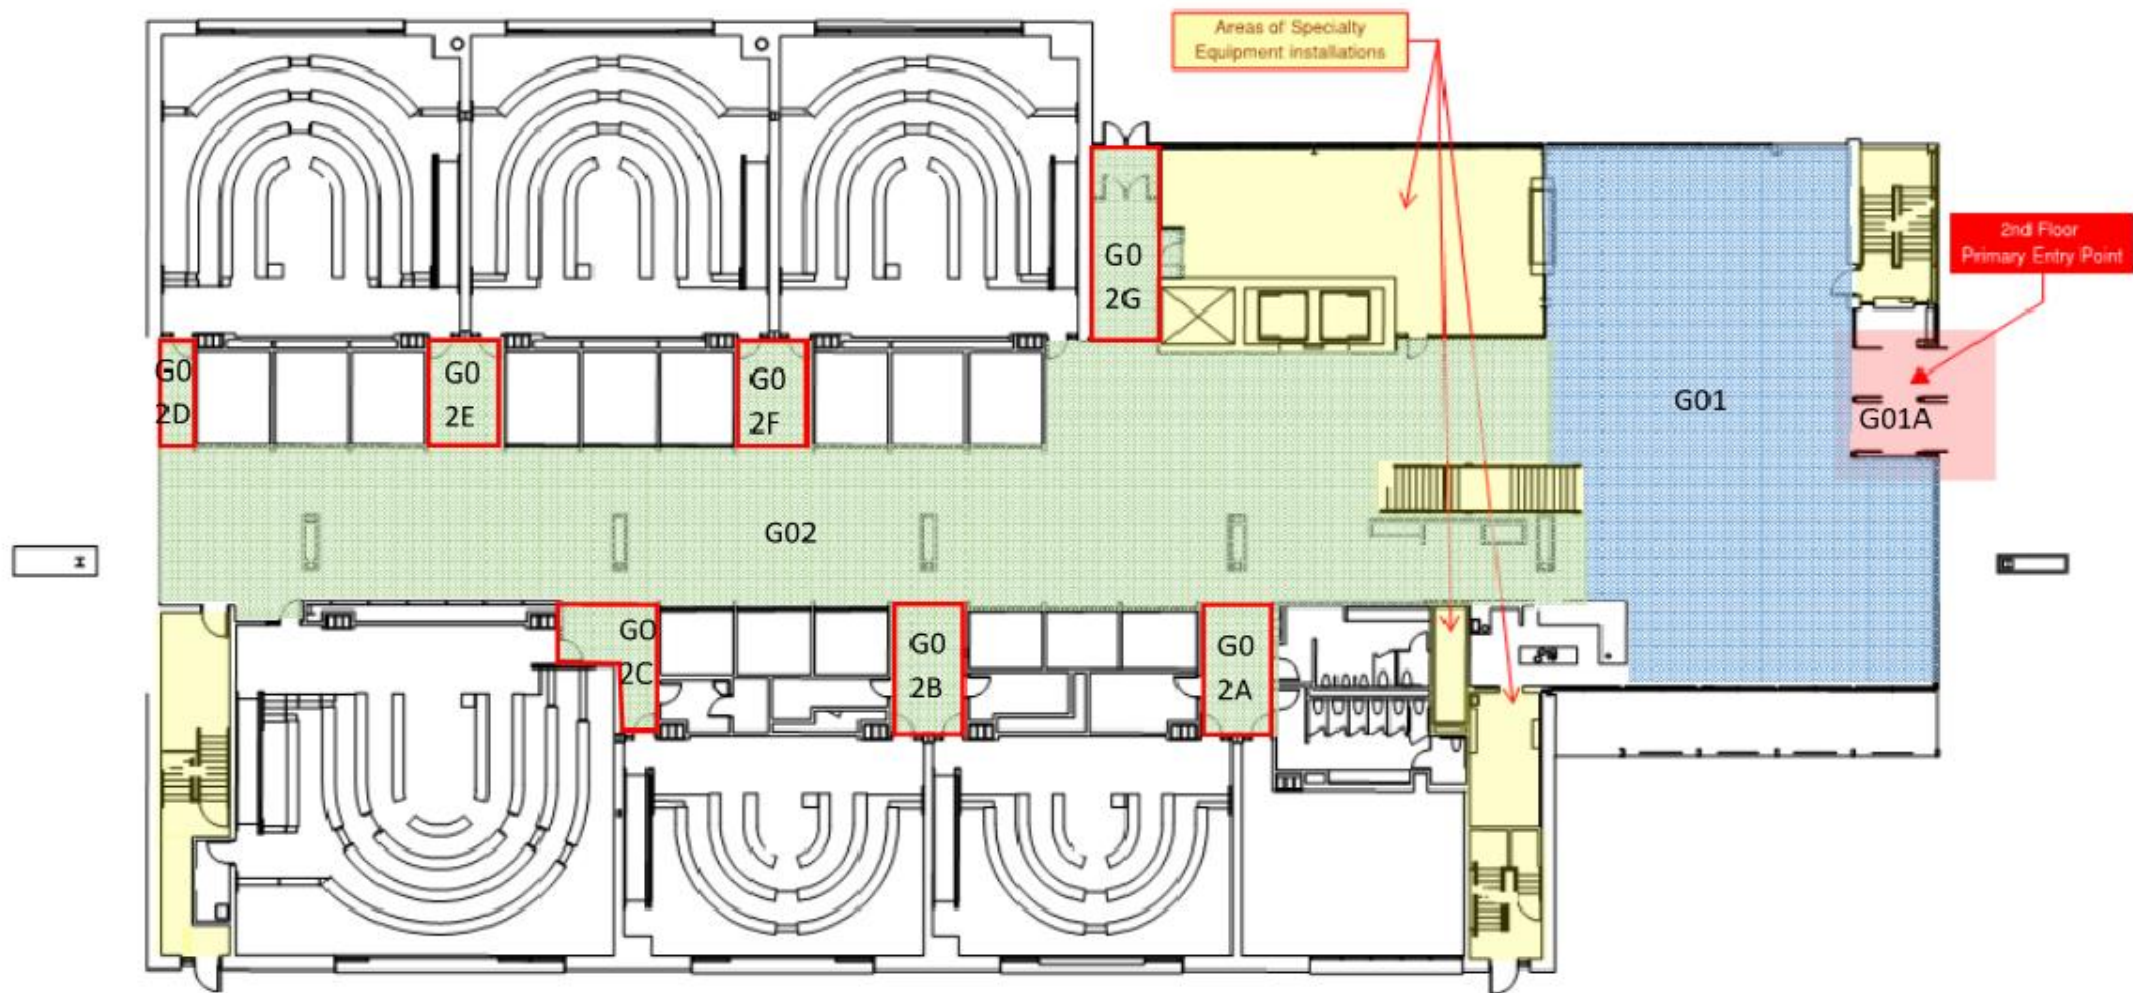 Areas of Specialty
Equipment installations
2nd Floor
Primary Entry Point
G0
2G
G0
2D
G0
2E
G0
2F
G01
G01A
G02
GO
2C
G0
2B
G0
2A